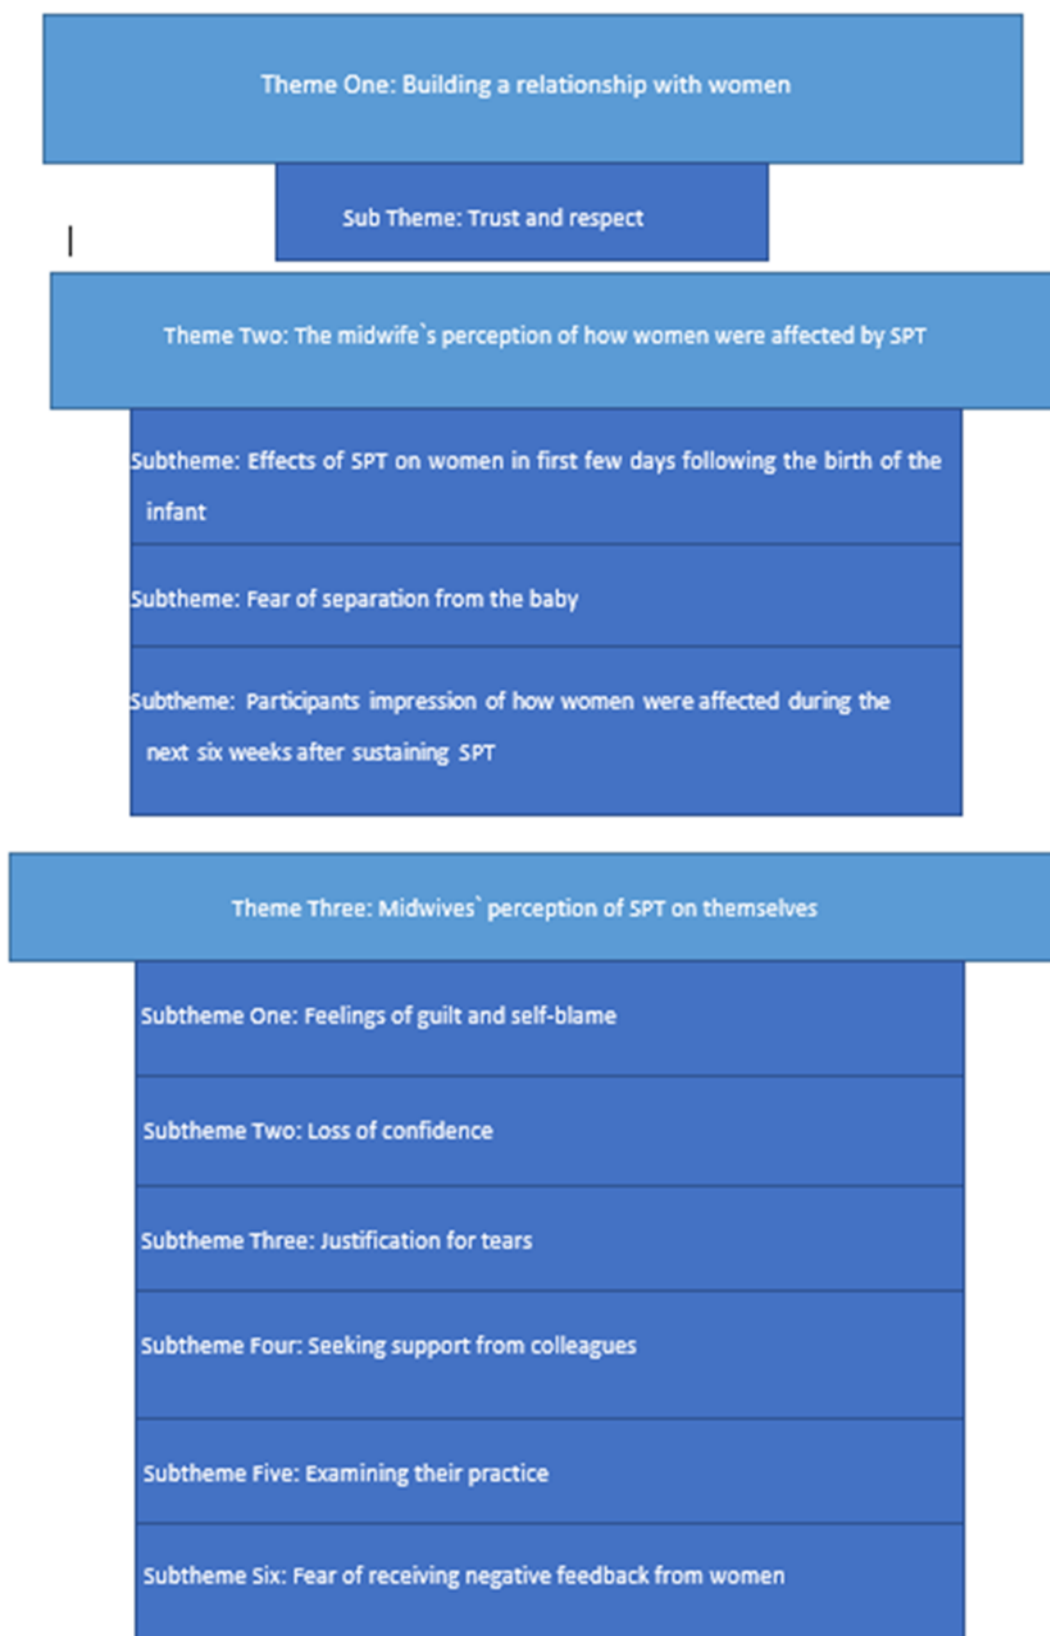 Theme One: Building a relationship with women
Sub Theme: Trust and respect
Theme Two: The midwife`s perception of how women were affected by SPT
Subtheme: Effects of SPT on women in first few days following the birth of the
infant
Subtheme: Fear of separation from the baby
Subtheme: Participants impression of how women were affected during the
next six weeks after sustaining SPT
Theme Three: Midwives` perception of SPT on themselves
Subtheme One: Feelings of guilt and self-blame
Subtheme Two: Loss of confidence
Subtheme Three: Justification for tears
Subtheme Four: Seeking support from colleagues
Subtheme Five: Examining their practice
Subtheme Six: Fear of receiving negative feedback from women